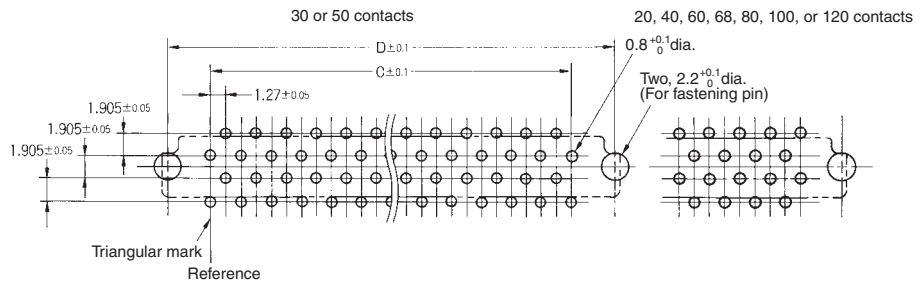 30 or 50 contacts
20, 40, 60, 68, 80, 100, or 120 contacts
D±0.1
0.8 +0.1 0 dia.
C±0.1
Two, 2.2 +0.1 0 dia.
(For fastening pin)
1.27±0.05
1.905±0.05
1.905±0.05
1.905±0.05
Triangular mark
Reference